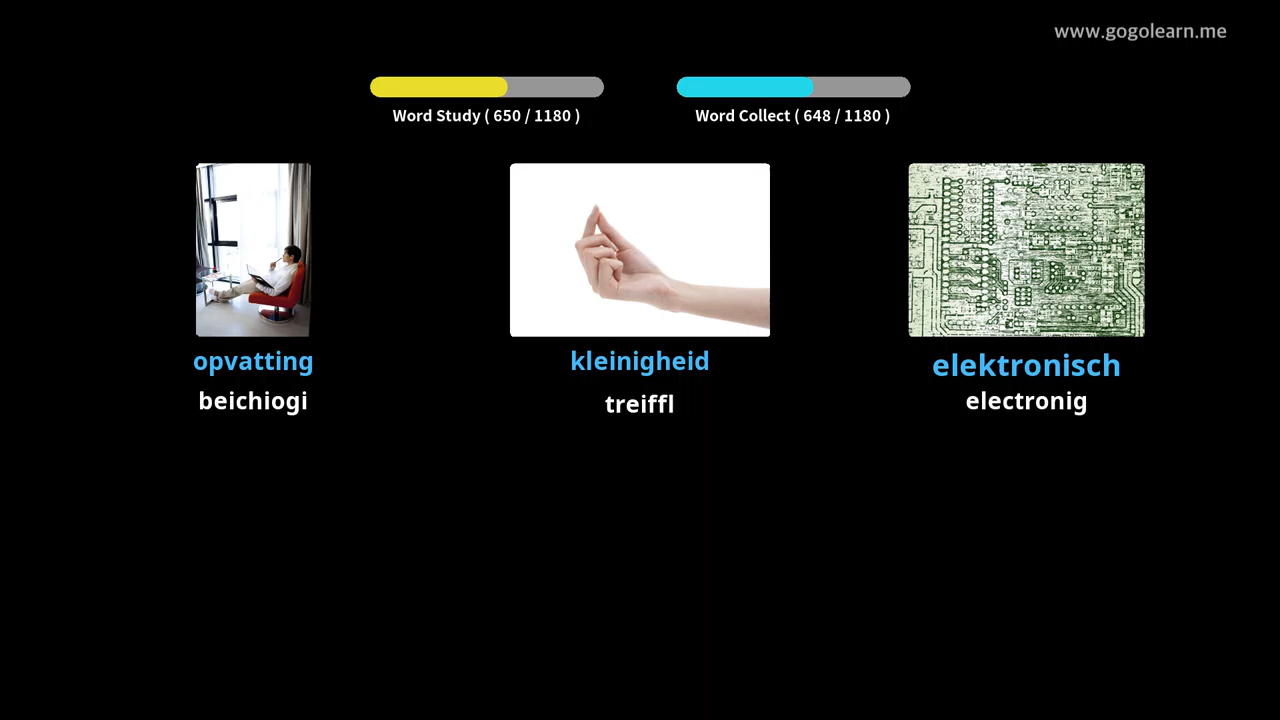 www.gogolearn.me
Word Study ( 650 / 1180 )
Word Collect ( 648 / 1180 )
opvatting
beichiogi
kleinigheid
treiffl
elektronisch
electronig